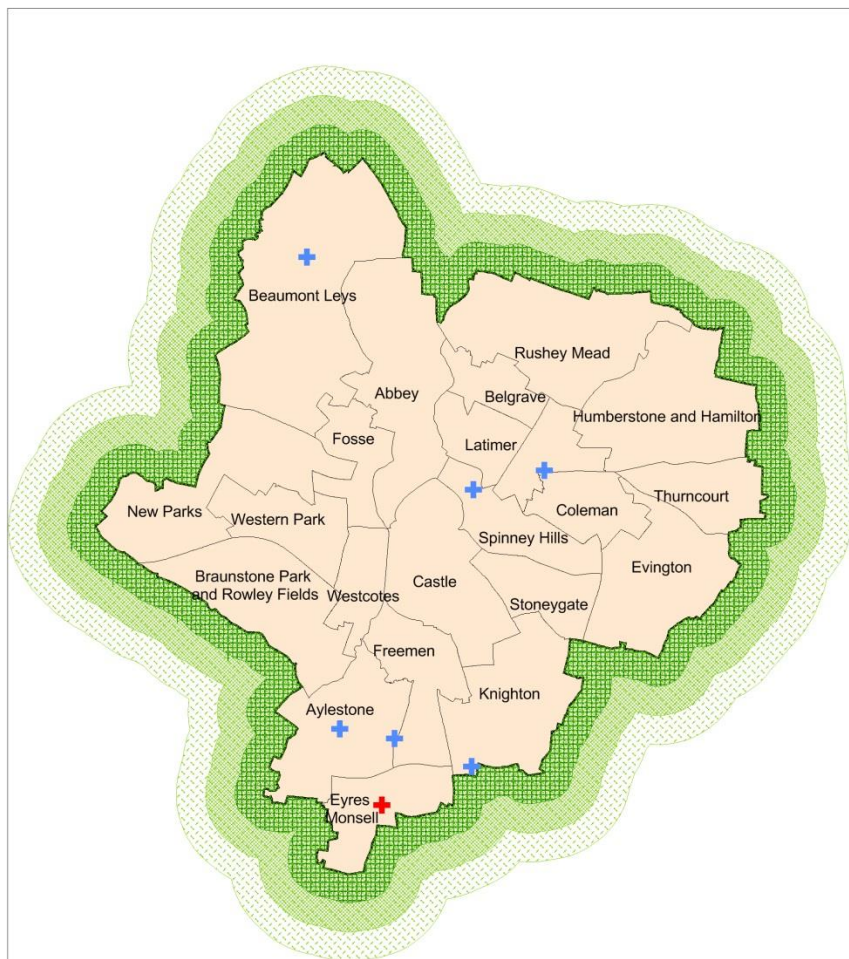 Beaumont Leys
Rushey Mead
Abbey
Belgrave
Humberstone and Hamilton
Fosse
Latimer
Thurncourt
New Parks
Western Park
Coleman
Spinney Hills
Evington
Braunstone Park
and Rowley Fields
Westcotes
Castle
Stoneygate
Freemen
Knighton
Aylestone
Eyres
Monsell